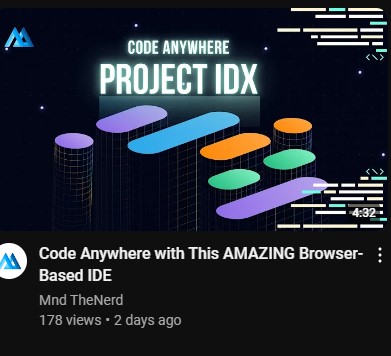 CODE ANYWHERE
PROJECT IDX
4:32
Code Anywhere with This AMAZING Browser-
Based IDE
Mnd TheNerd
178 views • 2 days ago